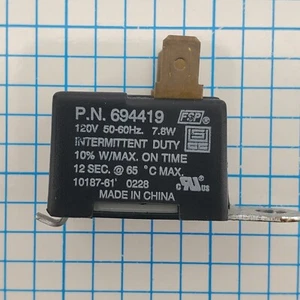 P.N. 694419
FSP
120V 50-60Hz. 7.8W
INTERMITTENT DUTY
10% W/MAX. ON TIME
12 SEC. @ 65 °C MAX.
10187-61 0228
MADE IN CHINA